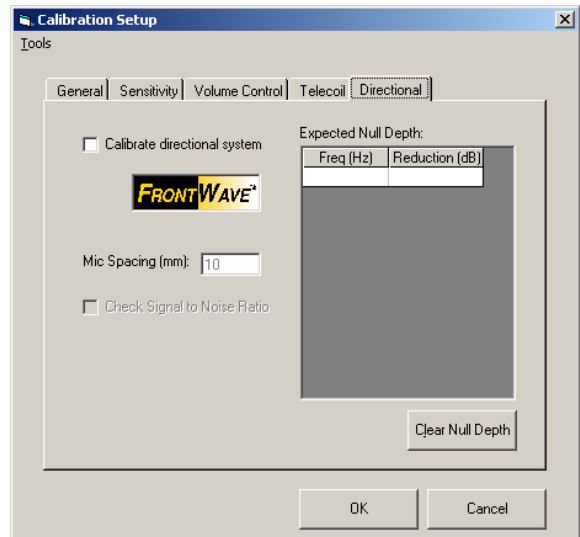 Calibration Setup
Tools
General Sensitivity Volume Control Telecoil Directional
Calibrate directional system
FRONTWAVE™
Mic Spacing (mm): 10
Check Signal to Noise Ratio
Expected Null Depth:
Freq (Hz) Reduction (dB)
Clear Null Depth
OK Cancel